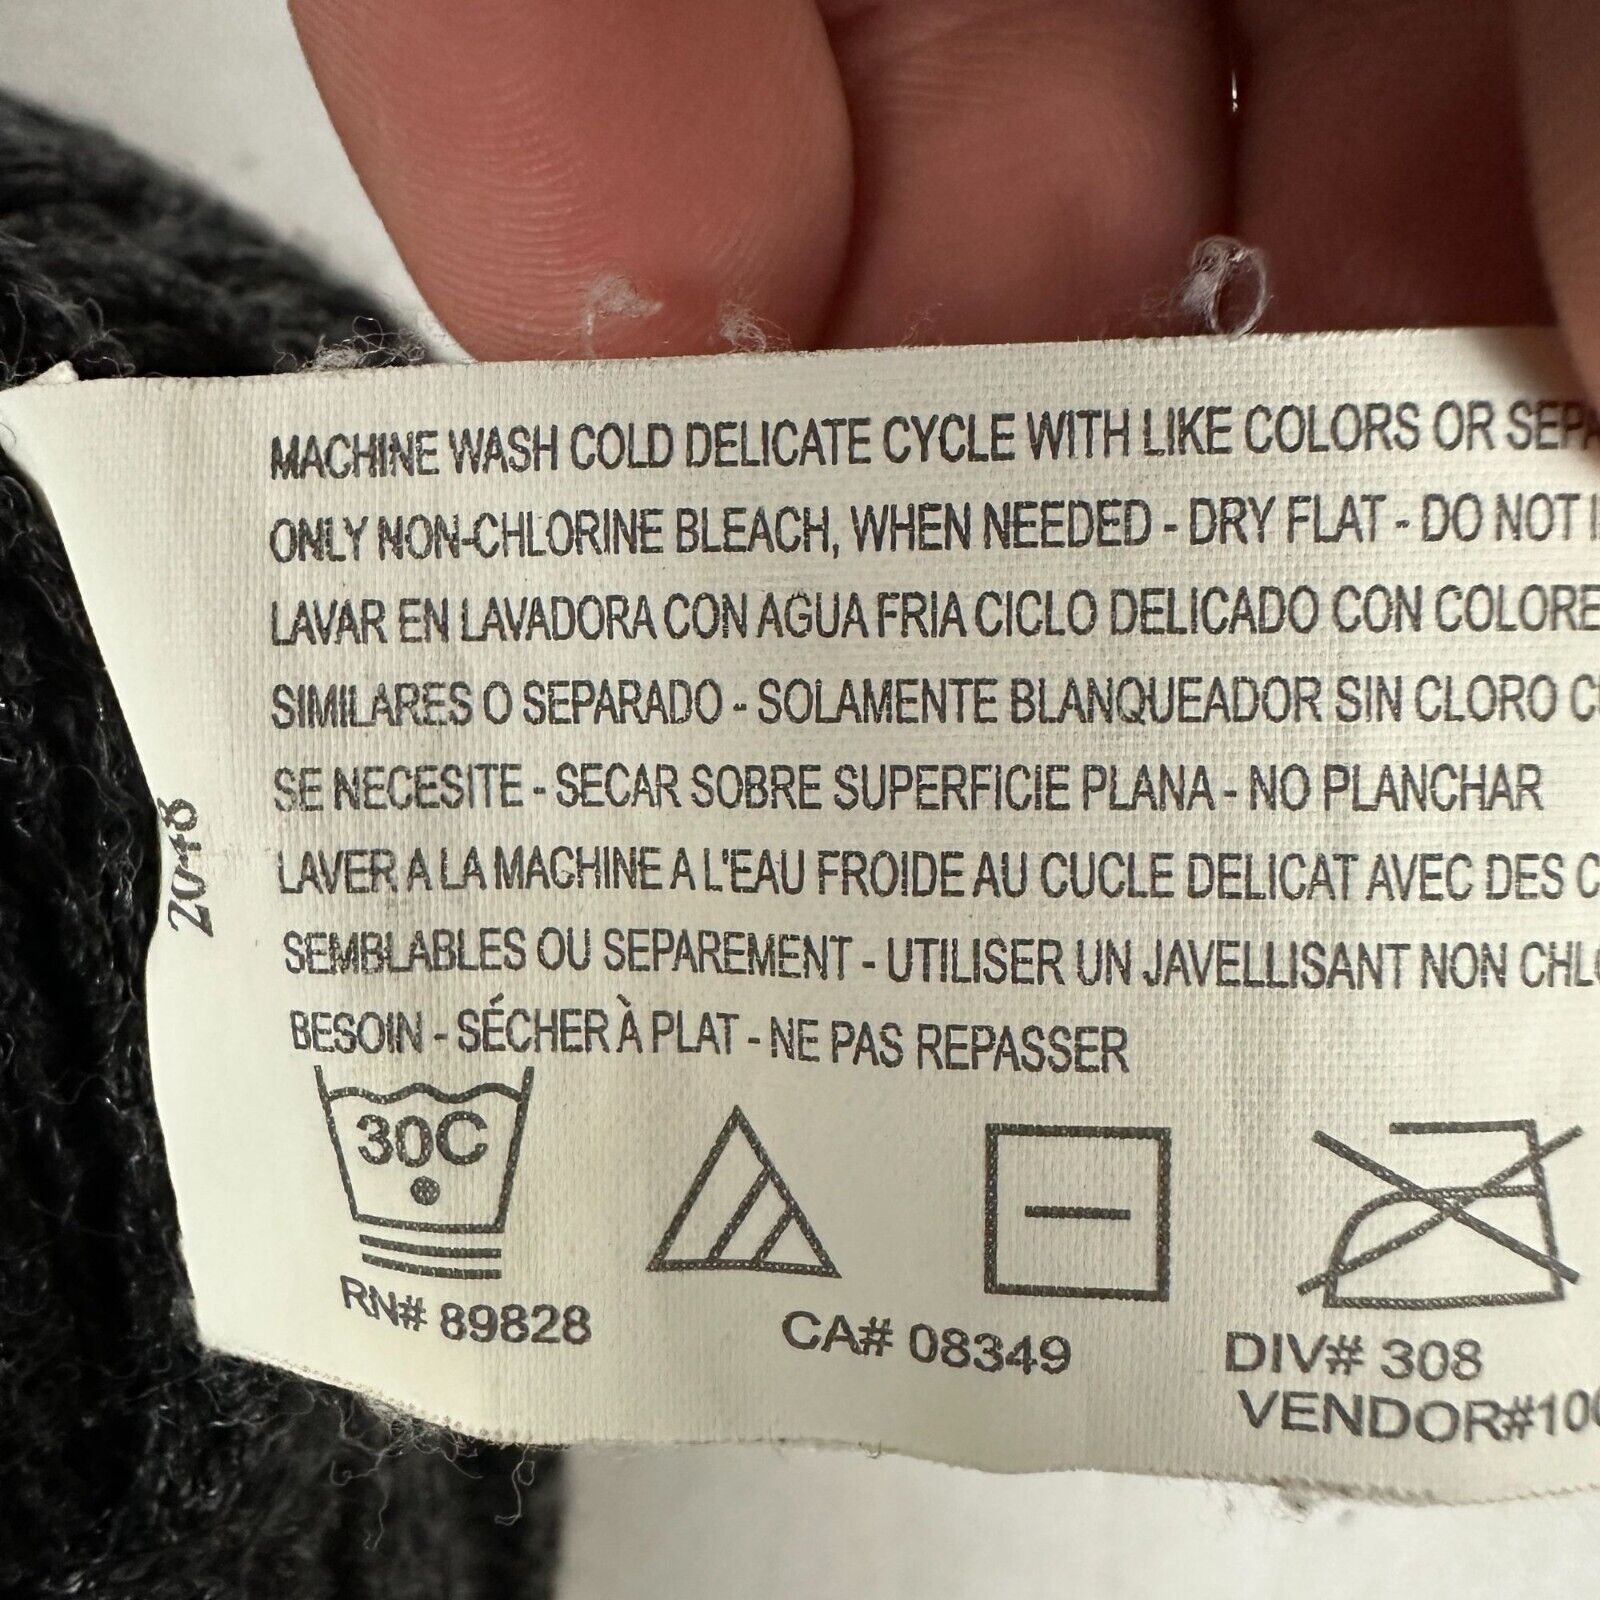 MACHINE WASH COLD DELICATE CYCLE WITH LIKE COLORS OR
ONLY NON-CHLORINE BLEACH, WHEN NEEDED - DRY FLAT - DO NOT
LAVAR EN LAVADORA CON AGUA FRIA CICLO DELICADO CON COLORE
SIMILARES O SEPARADO - SOLAMENTE BLANQUEADOR SIN CLORO
SE NECESITE - SECAR SOBRE SUPERFICIE PLANA - NO PLANCHAR
LAVER A LA MACHINE A L'EAU FROIDE AU CUCLE DELICAT AVEC DES
SEMBLABLES OU SEPAREMENT - UTILISER UN JAVELLISANT NON
BESOIN - SÉCHER À PLAT - NE PAS REPASSER
30C
RN# 89828
CA# 08349
DIV# 308
VENDOR#100